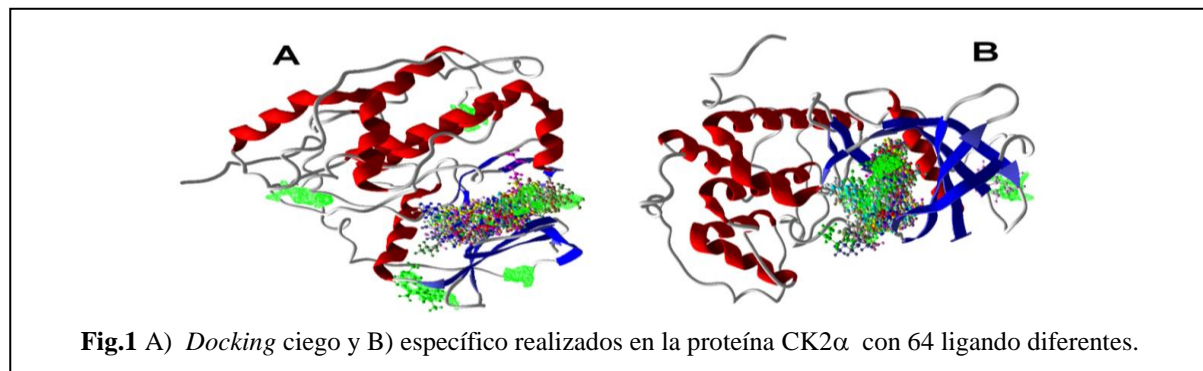 A
B
Fig.1 A) Docking ciego y B) específico realizados en la proteína CK2α con 64 ligando diferentes.